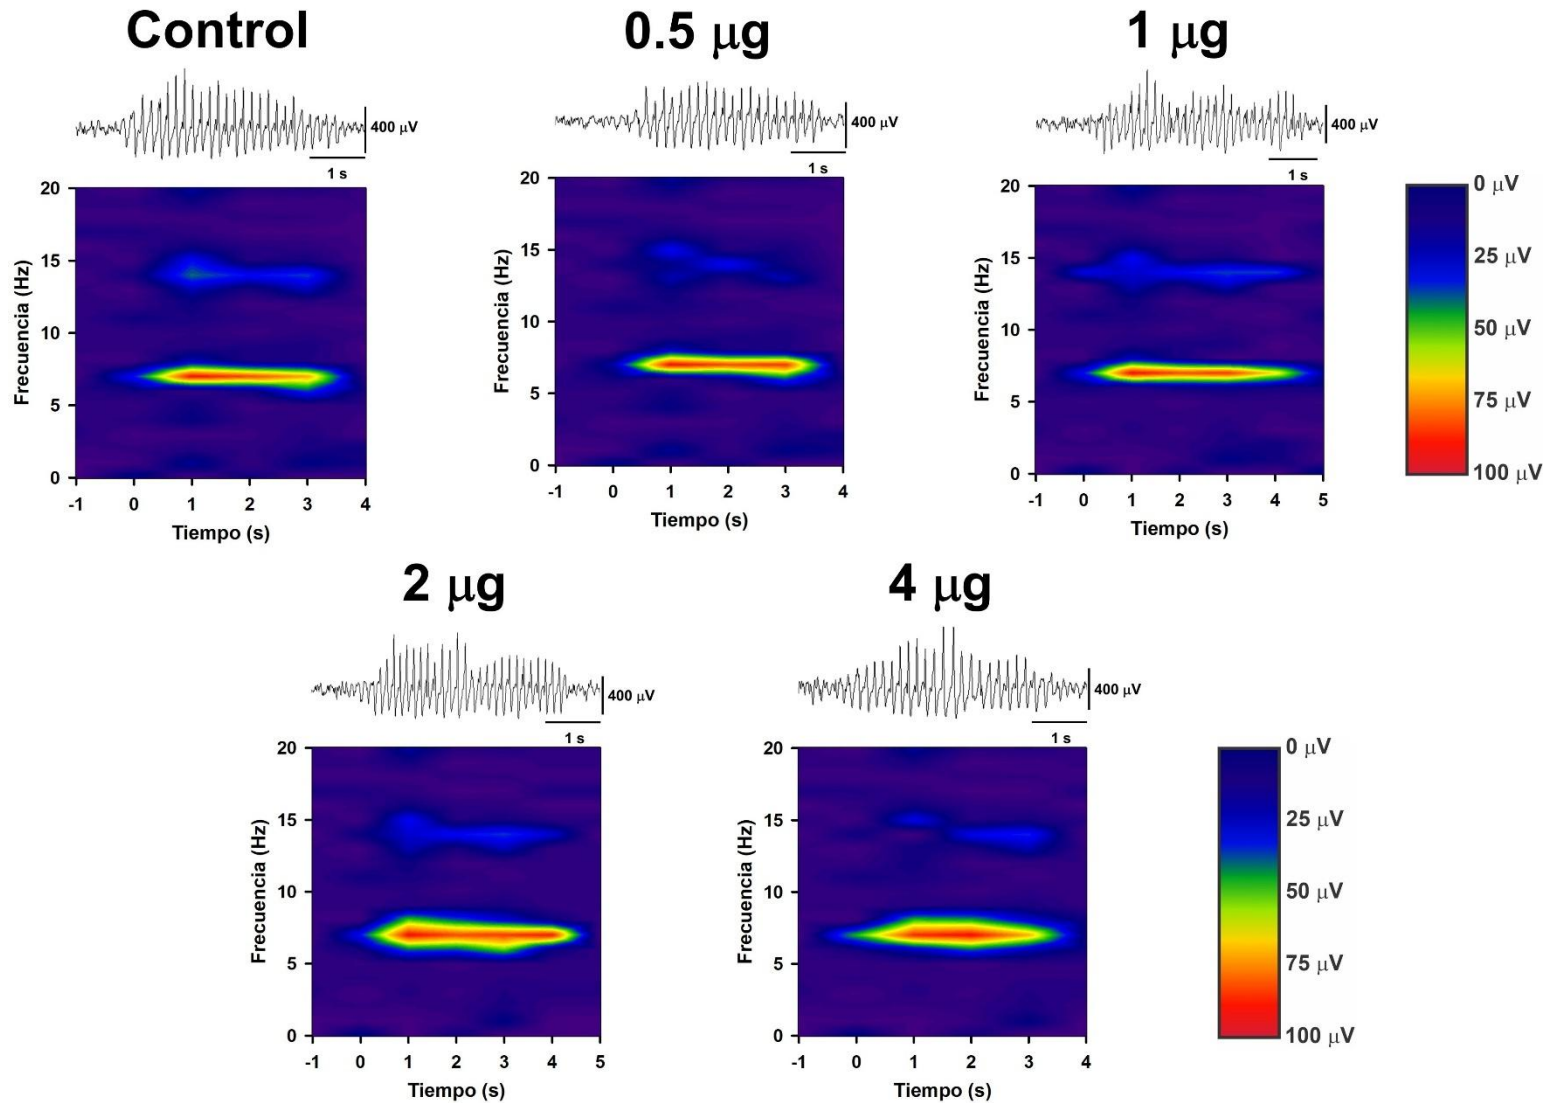 Control
0.5 μg
1 μg
400 μV
400 μV
400 μV
1 s
1 s
1 s
20
15
10
5
0
Frecuencia (Hz)
-1 0 1 2 3 4
Tiempo (s)
20
15
10
5
0
Frecuencia (Hz)
-1 0 1 2 3 4
Tiempo (s)
20
15
10
5
0
Frecuencia (Hz)
-1 0 1 2 3 4 5
Tiempo (s)
0 μV
25 μV
50 μV
75 μV
100 μV
2 μg
4 μg
400 μV
400 μV
1 s
1 s
20
15
10
5
0
Frecuencia (Hz)
-1 0 1 2 3 4 5
Tiempo (s)
20
15
10
5
0
Frecuencia (Hz)
-1 0 1 2 3 4
Tiempo (s)
0 μV
25 μV
50 μV
75 μV
100 μV